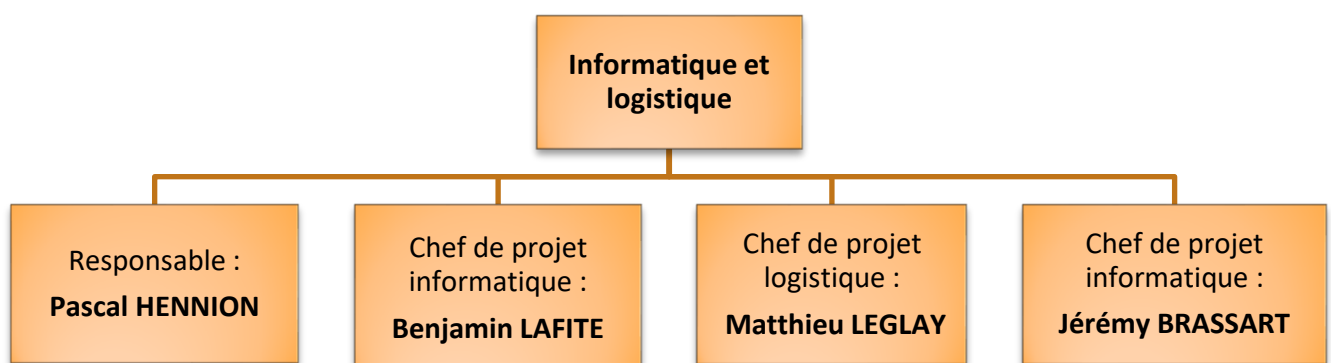 Informatique et
logistique
Responsable :
Pascal HENNION
Chef de projet
informatique :
Benjamin LAFITE
Chef de projet
logistique :
Matthieu LEGLAY
Chef de projet
informatique :
Jérémy BRASSART